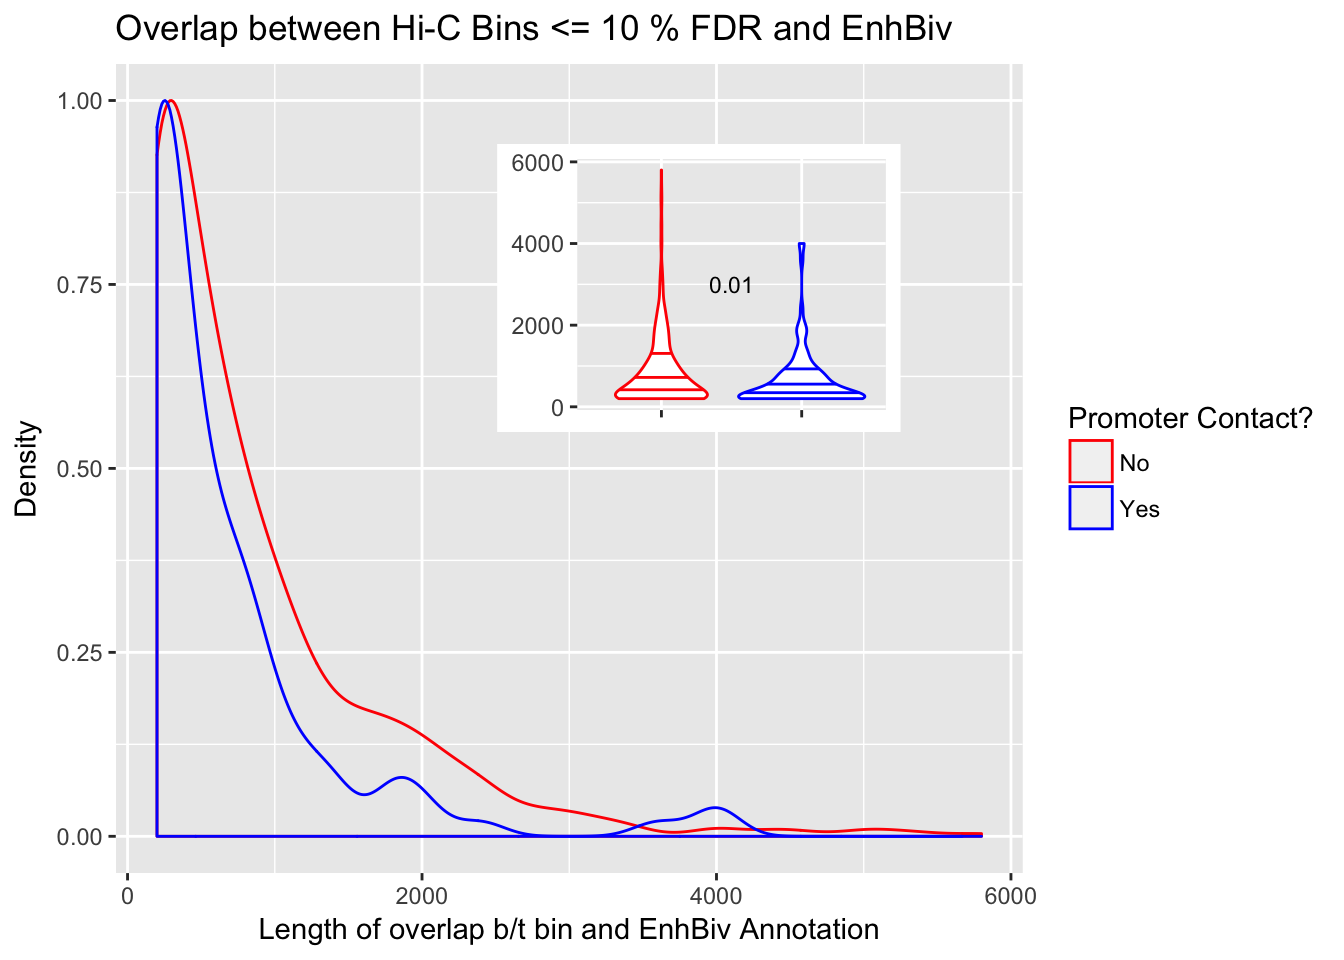 Overlap between Hi-C Bins <= 10 % FDR and EnhBiv
1.00
0.75
0.50
0.25
0.00
Density
0
2000
4000
6000
Length of overlap b/t bin and EnhBiv Annotation
6000
4000
2000
0
0.01
Promoter Contact?
No
Yes